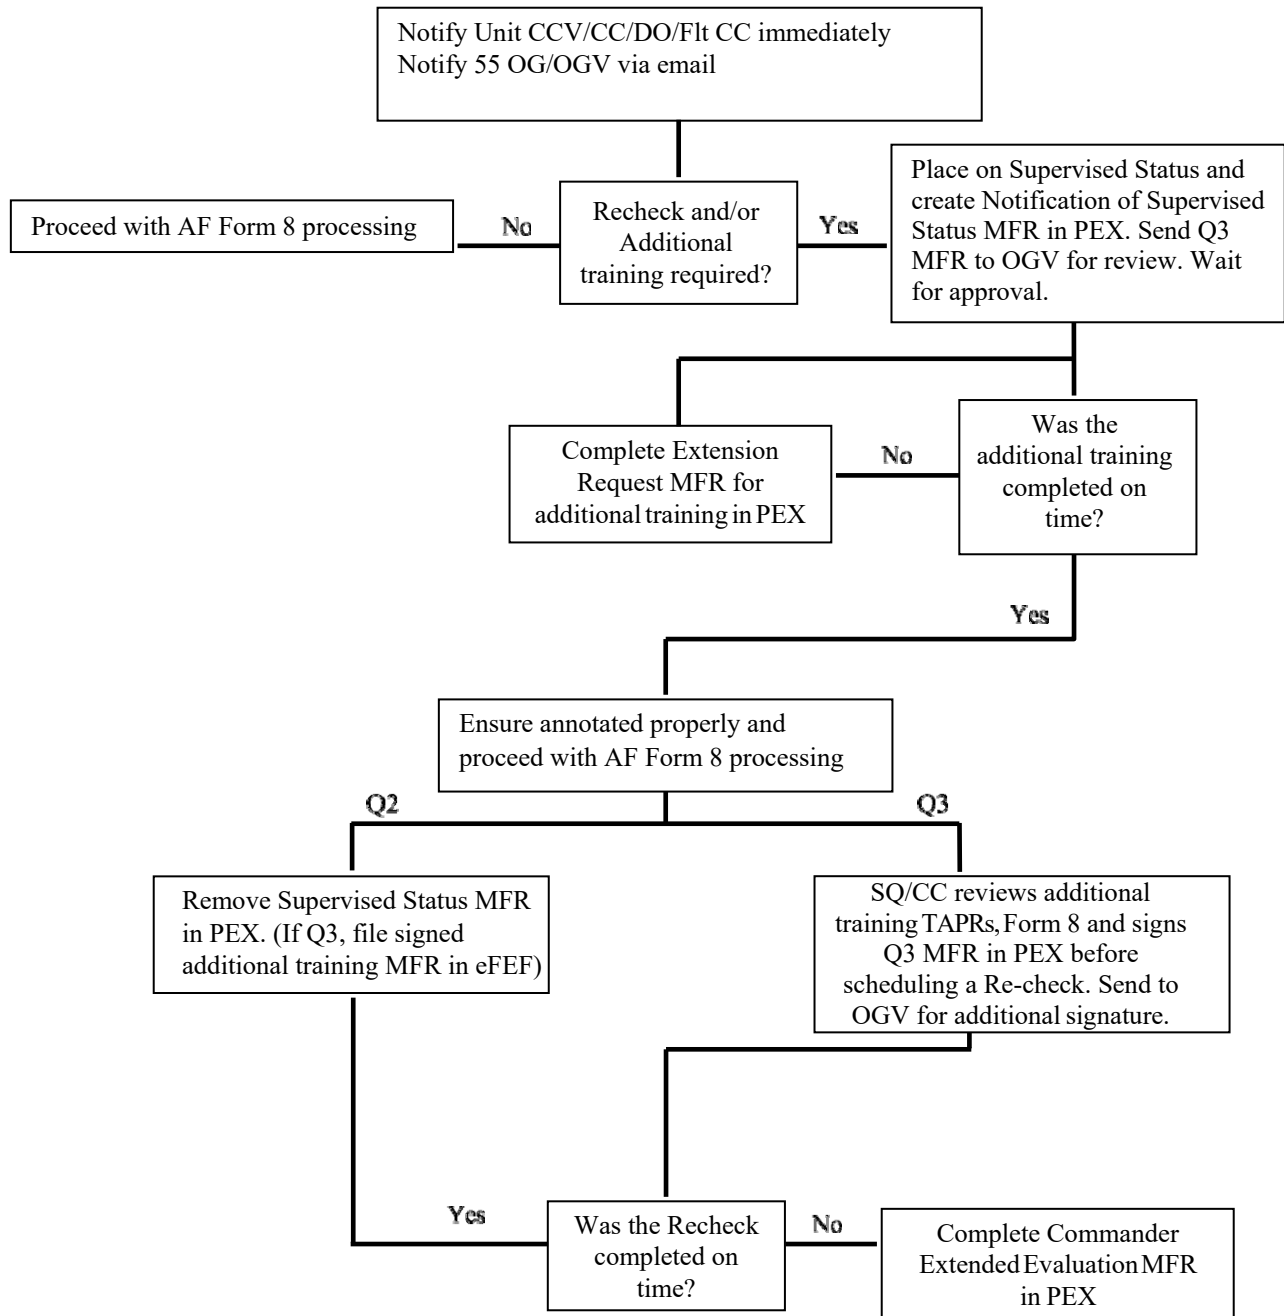 Notify Unit CCV/CC/DO/Flt CC immediately
Notify 55 OG/OGV via email
Place on Supervised Status and
create Notification of Supervised
Status MFR in PEX. Send Q3
MFR to OGV for review. Wait
for approval.
Proceed with AF Form 8 processing
No
Recheck and/or
Additional
training required?
Yes
Complete Extension
Request MFR for
additional training in PEX
No
Was the
additional training
completed on
time?
Yes
Ensure annotated properly and
proceed with AF Form 8 processing
Q2
Q3
Remove Supervised Status MFR
in PEX. (If Q3, file signed
additional training MFR in eFEF)
SQ/CC reviews additional
training TAPRs, Form 8 and signs
Q3 MFR in PEX before
scheduling a Re-check. Send to
OGV for additional signature.
Yes
Was the Recheck
completed on
time?
No
Complete Commander
Extended Evaluation MFR
in PEX